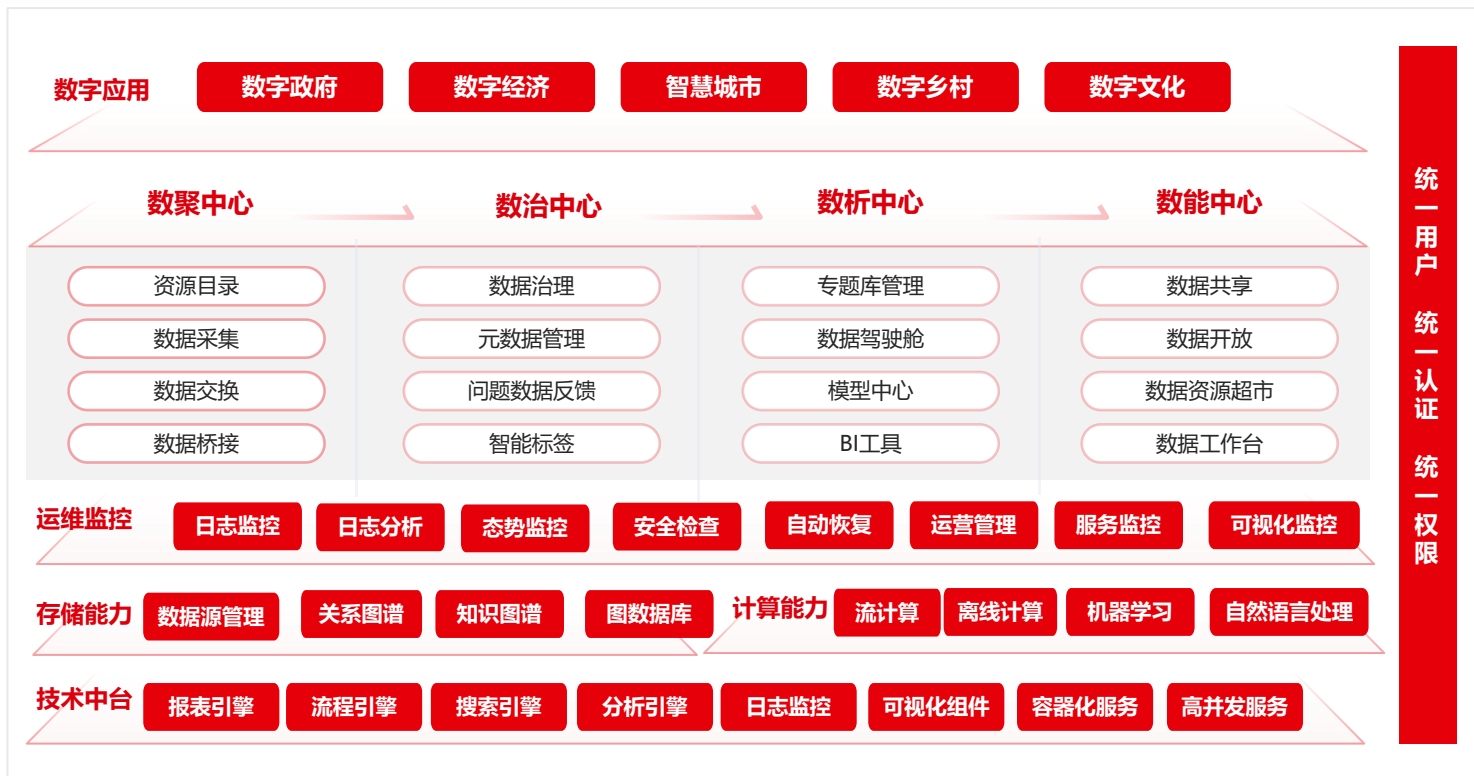 数字应用
数字政府
数字经济
智慧城市
数字乡村
数字文化
数聚中心
数治中心
数析中心
数能中心
资源目录
数据治理
专题库管理
数据共享
数据采集
元数据管理
数据驾驶舱
数据开放
数据交换
问题数据反馈
模型中心
数据资源超市
数据桥接
智能标签
BI工具
数据工作台
运维监控
日志监控
日志分析
态势监控
安全检查
自动恢复
运营管理
服务监控
可视化监控
存储能力
数据源管理
关系图谱
知识图谱
图数据库
计算能力
流计算
离线计算
机器学习
自然语言处理
技术中台
报表引擎
流程引擎
搜索引擎
分析引擎
日志监控
可视化组件
容器化服务
高并发服务
统一用户 统一认证 统一权限